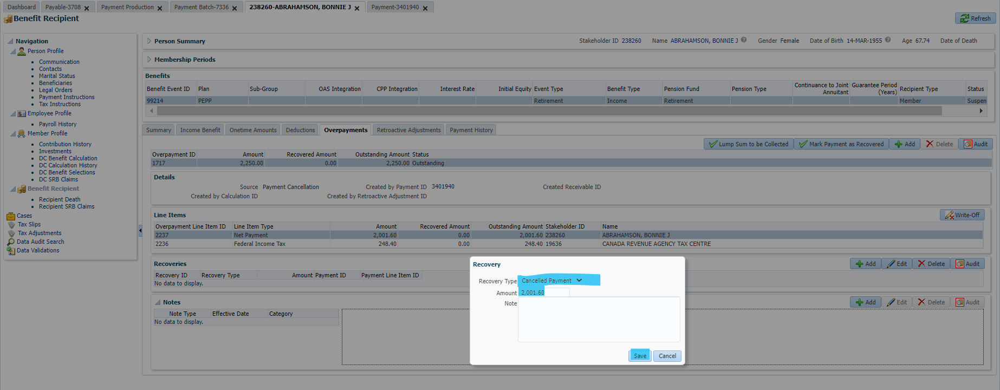 Dashboard Payable-3708 Payment Production Payment Batch-7336 238260-ABRAHAMSON, BONNIE J Payment-3401940
Benefit Recipient
Refresh
Navigation
Person Profile
Communication
Contacts
Marital Status
Beneficiaries
Legal Orders
Payment Instructions
Tax Instructions
Employee Profile
Payroll History
Member Profile
Contribution History
Investments
DC Benefit Calculation
DC Calculation History
DC Benefit Selections
DC SRB Claims
Benefit Recipient
Recipient Death
Recipient SRB Claims
Cases
Tax Slips
Tax Adjustments
Data Audit Search
Data Validations
Person Summary Stakeholder ID 238260 Name ABRAHAMSON, BONNIE J Gender Female Date of Birth 14-MAR-1955 Age 67.74 Date of Death
Membership Periods
Benefits
Benefit Event ID Plan Sub-Group OAS Integration CPP Integration Interest Rate Initial Equity Event Type Benefit Type Pension Fund Pension Type Continuance to Joint Annuitant Guarantee Period (Years) Recipient Type Status
99214 PEPP Retirement Income Retirement Member Suspen
Summary Income Benefit Onetime Amounts Deductions Overpayments Retroactive Adjustments Payment History
Lump Sum to be Collected Mark Payment as Recovered Add Delete Audit
Overpayment ID Amount Recovered Amount Outstanding Amount Status
1717 2,250.00 0.00 2,250.00 Outstanding
Details
Source Payment Cancellation Created by Payment ID 3401940 Created Receivable ID
Created by Calculation ID Created by Retroactive Adjustment ID
Line Items
Write-Off
Overpayment Line Item ID Line Item Type Amount Recovered Amount Outstanding Amount Stakeholder ID Name
2237 Net Payment 2,001.60 0.00 2,001.60 238260 ABRAHAMSON, BONNIE J
2236 Federal Income Tax 248.40 0.00 248.40 19636 CANADA REVENUE AGENCY TAX CENTRE
Recoveries
Add Edit Delete Audit
Recovery ID Recovery Type Amount Payment ID Payment Line Item ID
No data to display.
Notes
Add Edit Delete Audit
Note Type Effective Date Category
No data to display.
Recovery
Recovery Type Cancelled Payment
Amount 2,001.60
Note
Save Cancel